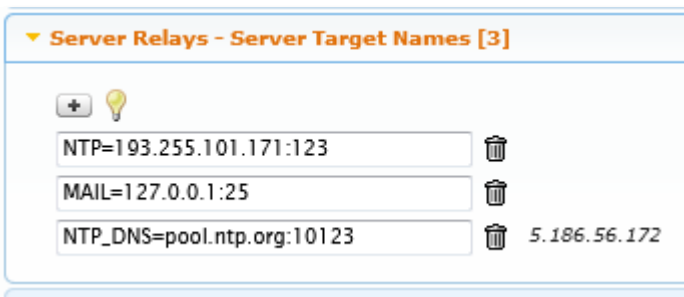 Server Relays - Server Target Names [3]
NTP=193.255.101.171:123
MAIL=127.0.0.1:25
NTP_DNS=pool.ntp.org:10123 5.186.56.172